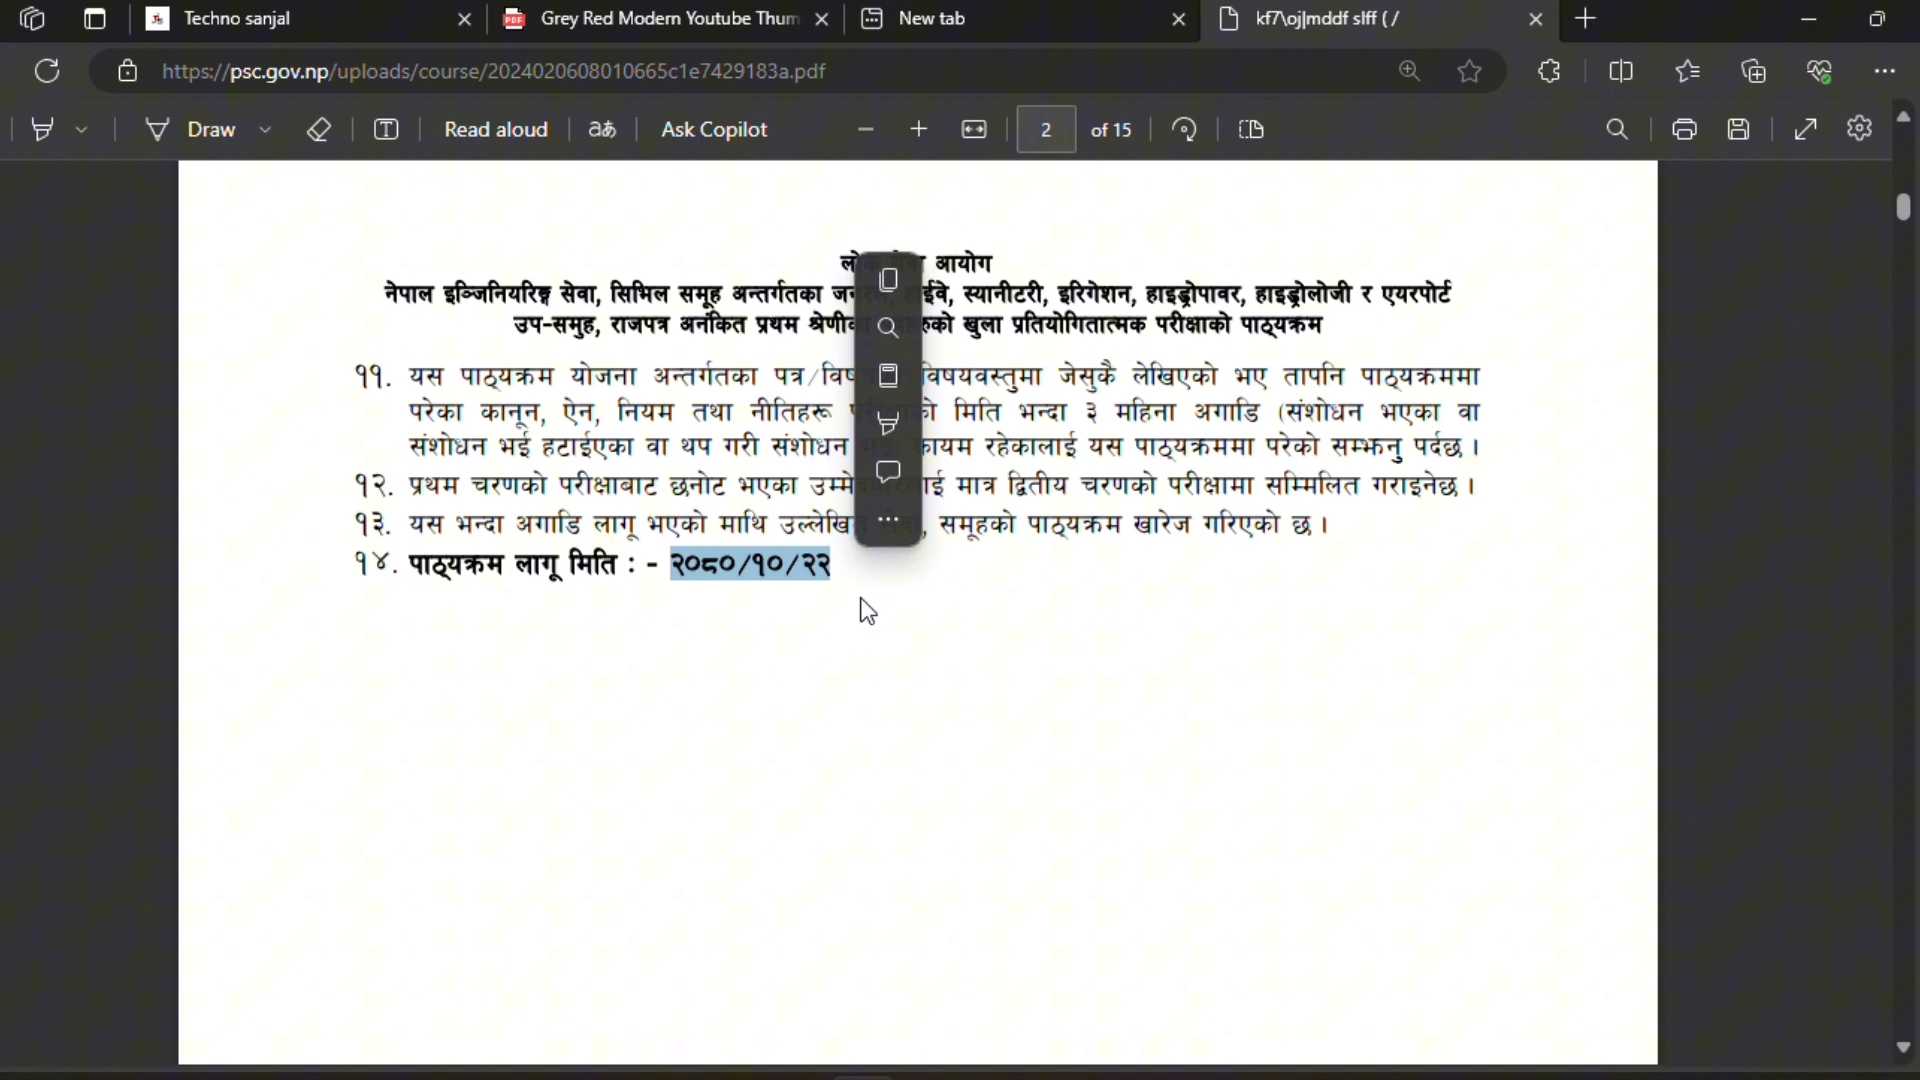 Techno sanjal
Grey Red Modern Youtube Thum
New tab
kf7\oj|mddf slff ( /
https://psc.gov.np/uploads/course/2024020608010665c1e7429183a.pdf
Draw
Read aloud
aあ
Ask Copilot
2 of 15
आयोग
नेपाल इञ्जिनियरिङ्ग सेवा, सिभिल समूह अन्तर्गतका स्यानीटरी, इरिगेशन, हाइड्रोपावर, हाइड्रोलोजी र एयरपोर्ट
उप-समुह, राजपत्र अनंकित प्रथम खुला प्रतियोगितात्मक परीक्षाको पाठ्यक्रम
११. यस पाठ्यक्रम योजना अन्तर्गतका विषयवस्तुमा जेसुकै लेखिएको भए तापनि पाठ्यक्रममा
परेका कानून, ऐन, नियम तथा नीतिहरू मिति भन्दा ३ महिना अगाडि (संशोधन भएका वा
संशोधन भई हटाईएका वा थप गरी संशोधन कायम रहेकालाई यस पाठ्यक्रममा परेको सम्झनु पर्दछ ।
१२. प्रथम चरणको परीक्षाबाट छनोट भएका मात्र द्वितीय चरणको परीक्षामा सम्मिलित गराइनेछ ।
१३. यस भन्दा अगाडि लागू भएको माथि समूहको पाठ्यक्रम खारेज गरिएको छ ।
१४. पाठ्यक्रम लागू मिति : - २०८०/१०/२२